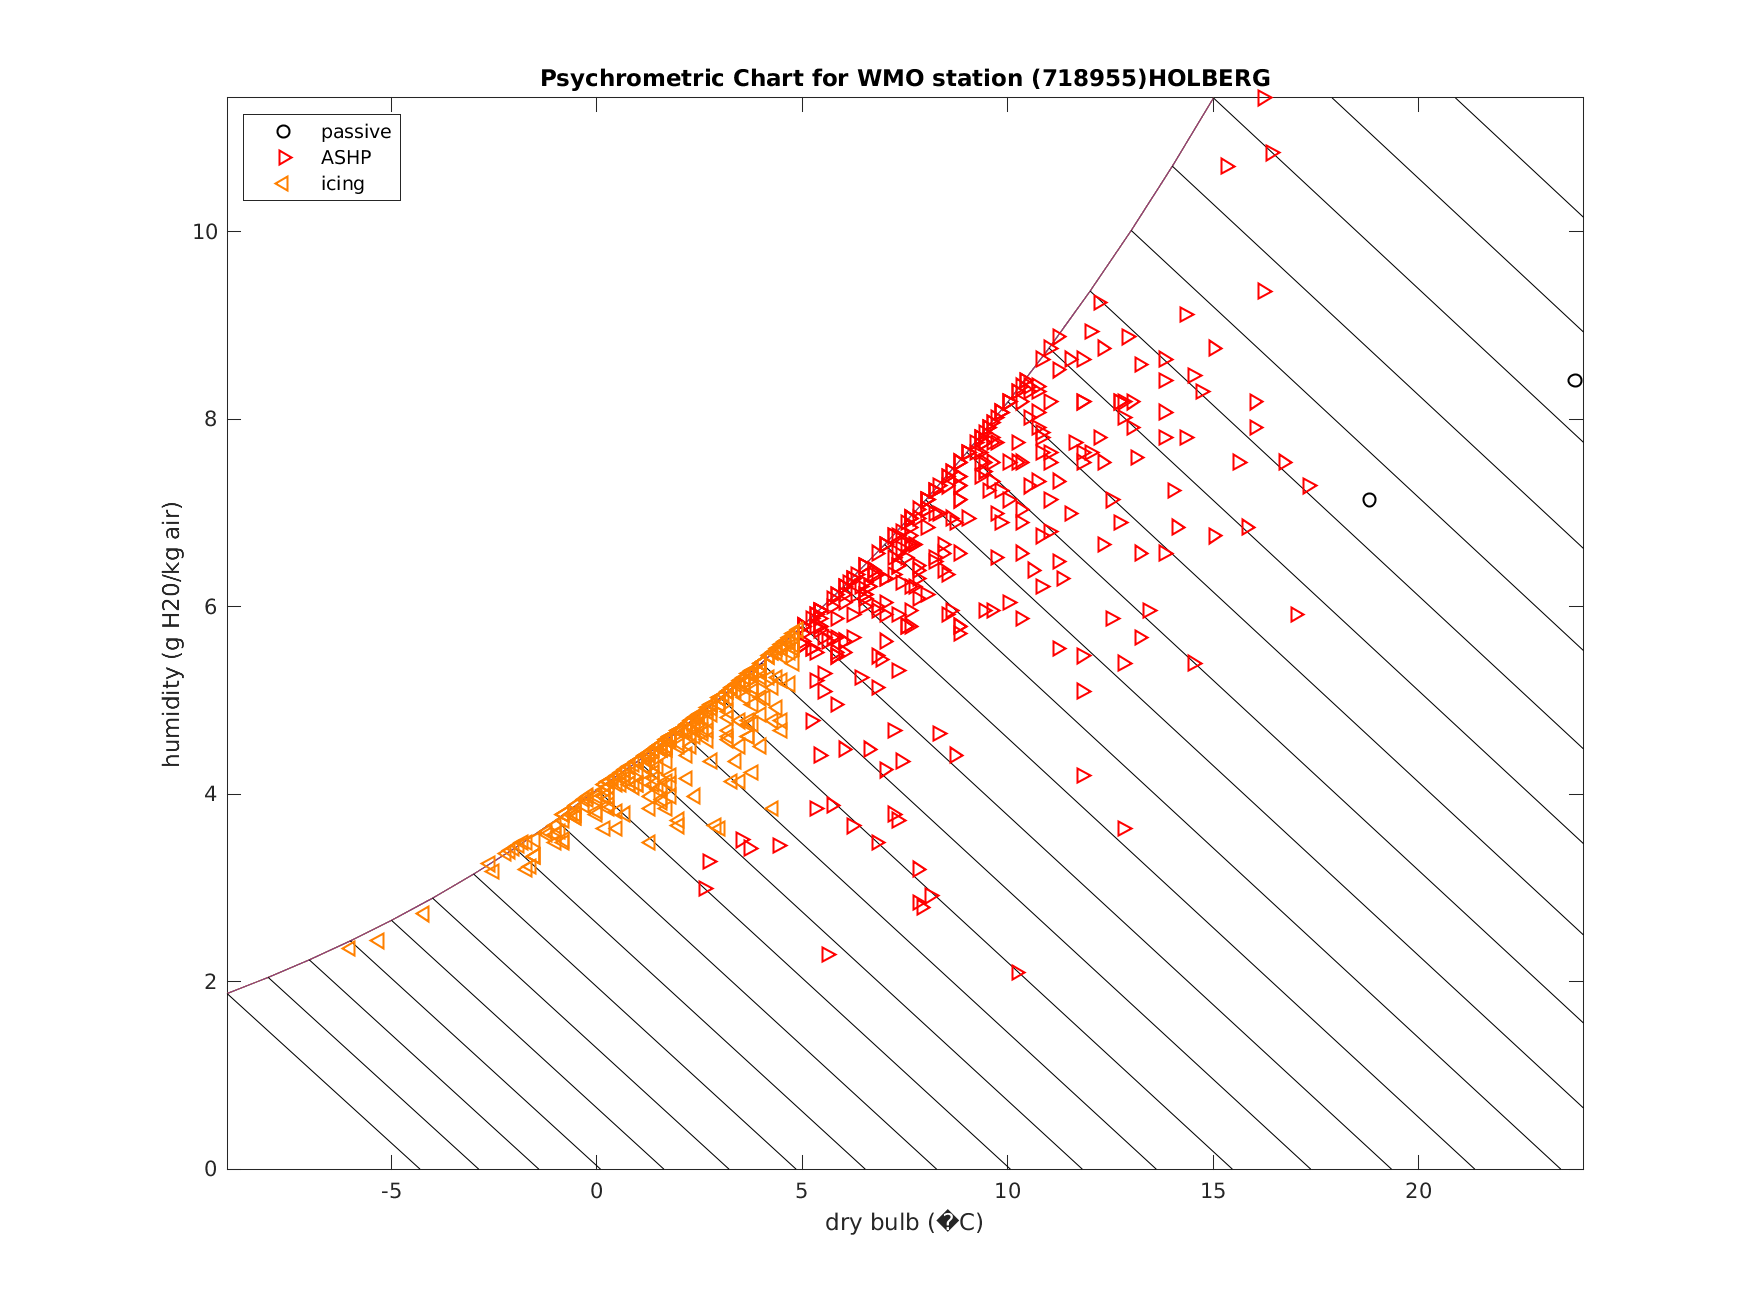 Psychrometric Chart for WMO station (718955)HOLBERG
passive
ASHP
icing
humidity (g H20/kg air)
10
8
6
4
2
0
-5
0
5
10
15
20
dry bulb (�C)